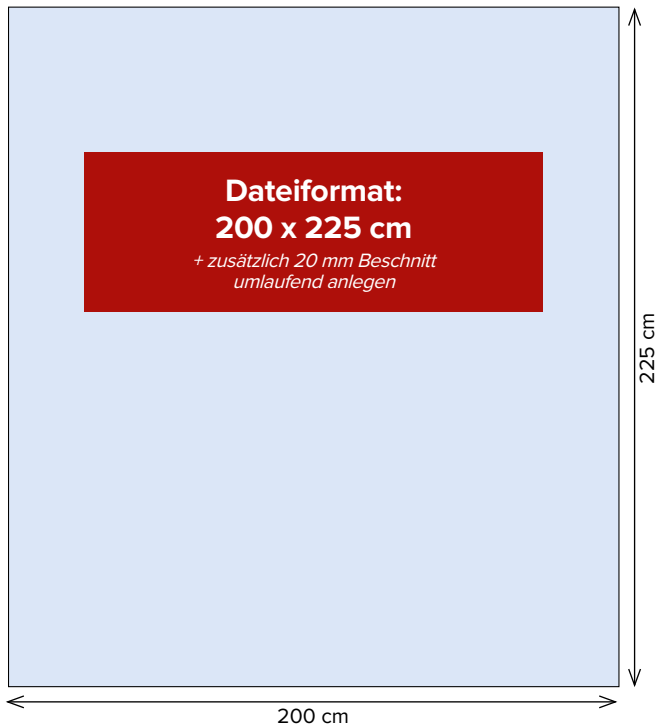 Dateiformat:
200 x 225 cm
+ zusätzlich 20 mm Beschnitt
umlaufend anlegen
225 cm
200 cm